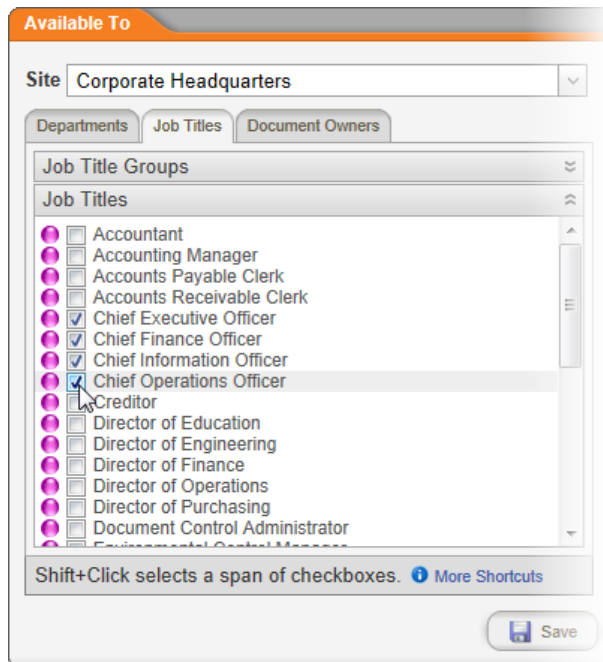 Available To
Site Corporate Headquarters
Departments Job Titles Document Owners
Job Title Groups
Job Titles
Accountant
Accounting Manager
Accounts Payable Clerk
Accounts Receivable Clerk
Chief Executive Officer
Chief Finance Officer
Chief Information Officer
Chief Operations Officer
Creditor
Director of Education
Director of Engineering
Director of Finance
Director of Operations
Director of Purchasing
Document Control Administrator
Environmental Control Manager
Shift+Click selects a span of checkboxes. More Shortcuts
Save